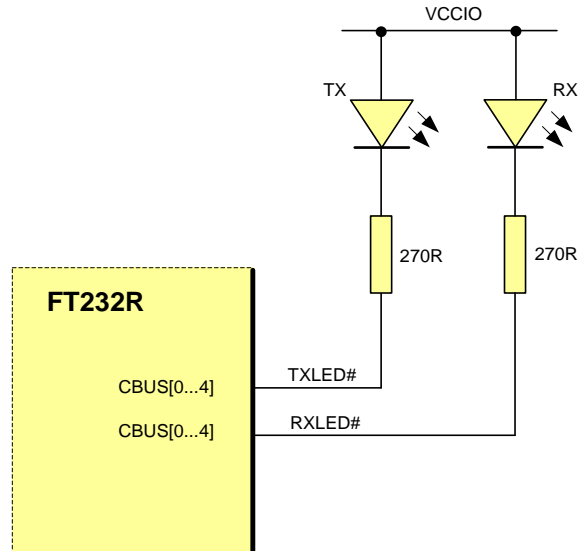 VCCIO
TX
RX
270R
270R
FT232R
TXLED#
CBUS[0...4]
RXLED#
CBUS[0...4]